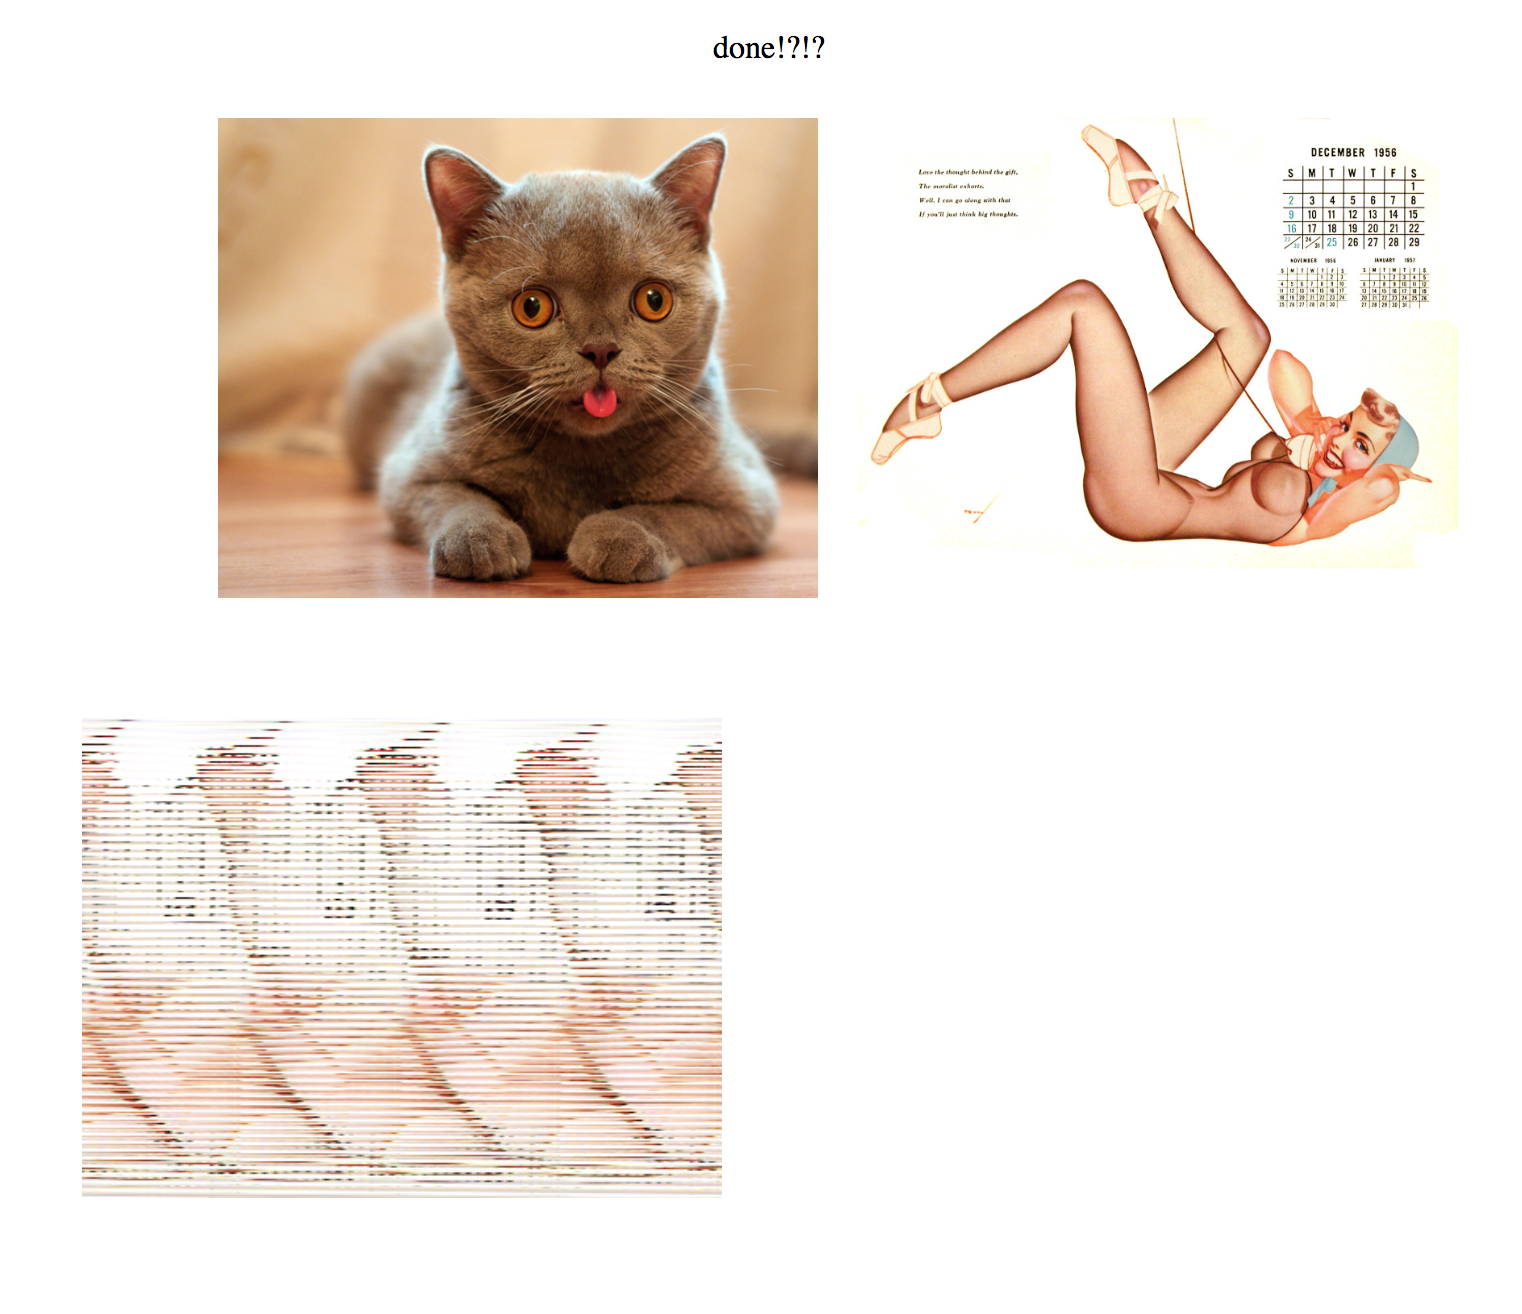 done!?!?
Love the thought behind the gift,
The moralist exhorts.
Well, I can go along with that
If you'll just think big thoughts.
DECEMBER 1956
S M T W T F S
1
2 3 4 5 6 7 8
9 10 11 12 13 14 15
16 17 18 19 20 21 22
23/30 24/31 25 26 27 28 29
NOVEMBER 1956
S M T W T F S
1 2 3
4 5 6 7 8 9 10
11 12 13 14 15 16 17
18 19 20 21 22 23 24
25 26 27 28 29 30
JANUARY 1957
S M T W T F S
1 2 3 4 5
6 7 8 9 10 11 12
13 14 15 16 17 18 19
20 21 22 23 24 25 26
27 28 29 30 31